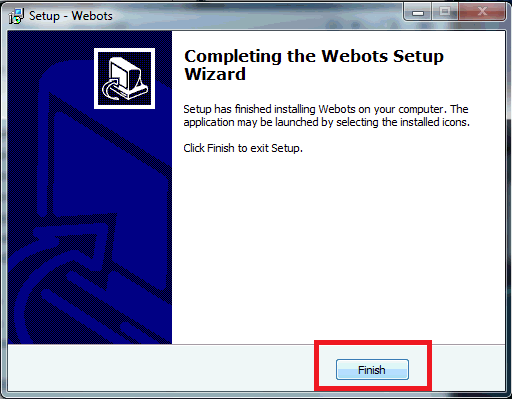 Setup - Webots
Completing the Webots Setup
Wizard
Setup has finished installing Webots on your computer. The
application may be launched by selecting the installed icons.
Click Finish to exit Setup.
Finish